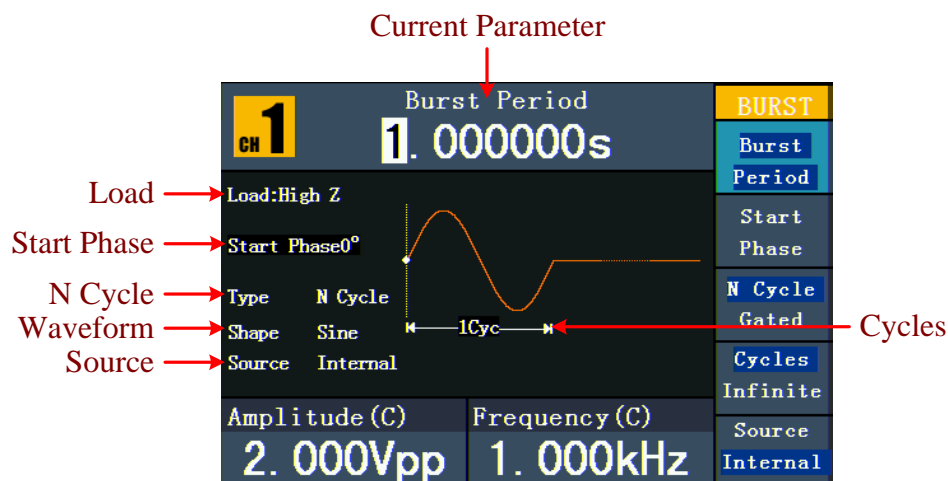 Current Parameter
CH 1
Burst Period
1.000000s
BURST
Burst
Period
Load
Load:High Z
Start Phase
Start Phase0°
Start
Phase
N Cycle
Type N Cycle
N Cycle
Gated
Waveform
Shape Sine
1Cyc
Cycles
Source
Source Internal
Cycles
Infinite
Amplitude(C)
2.000Vpp
Frequency(C)
1.000kHz
Source
Internal